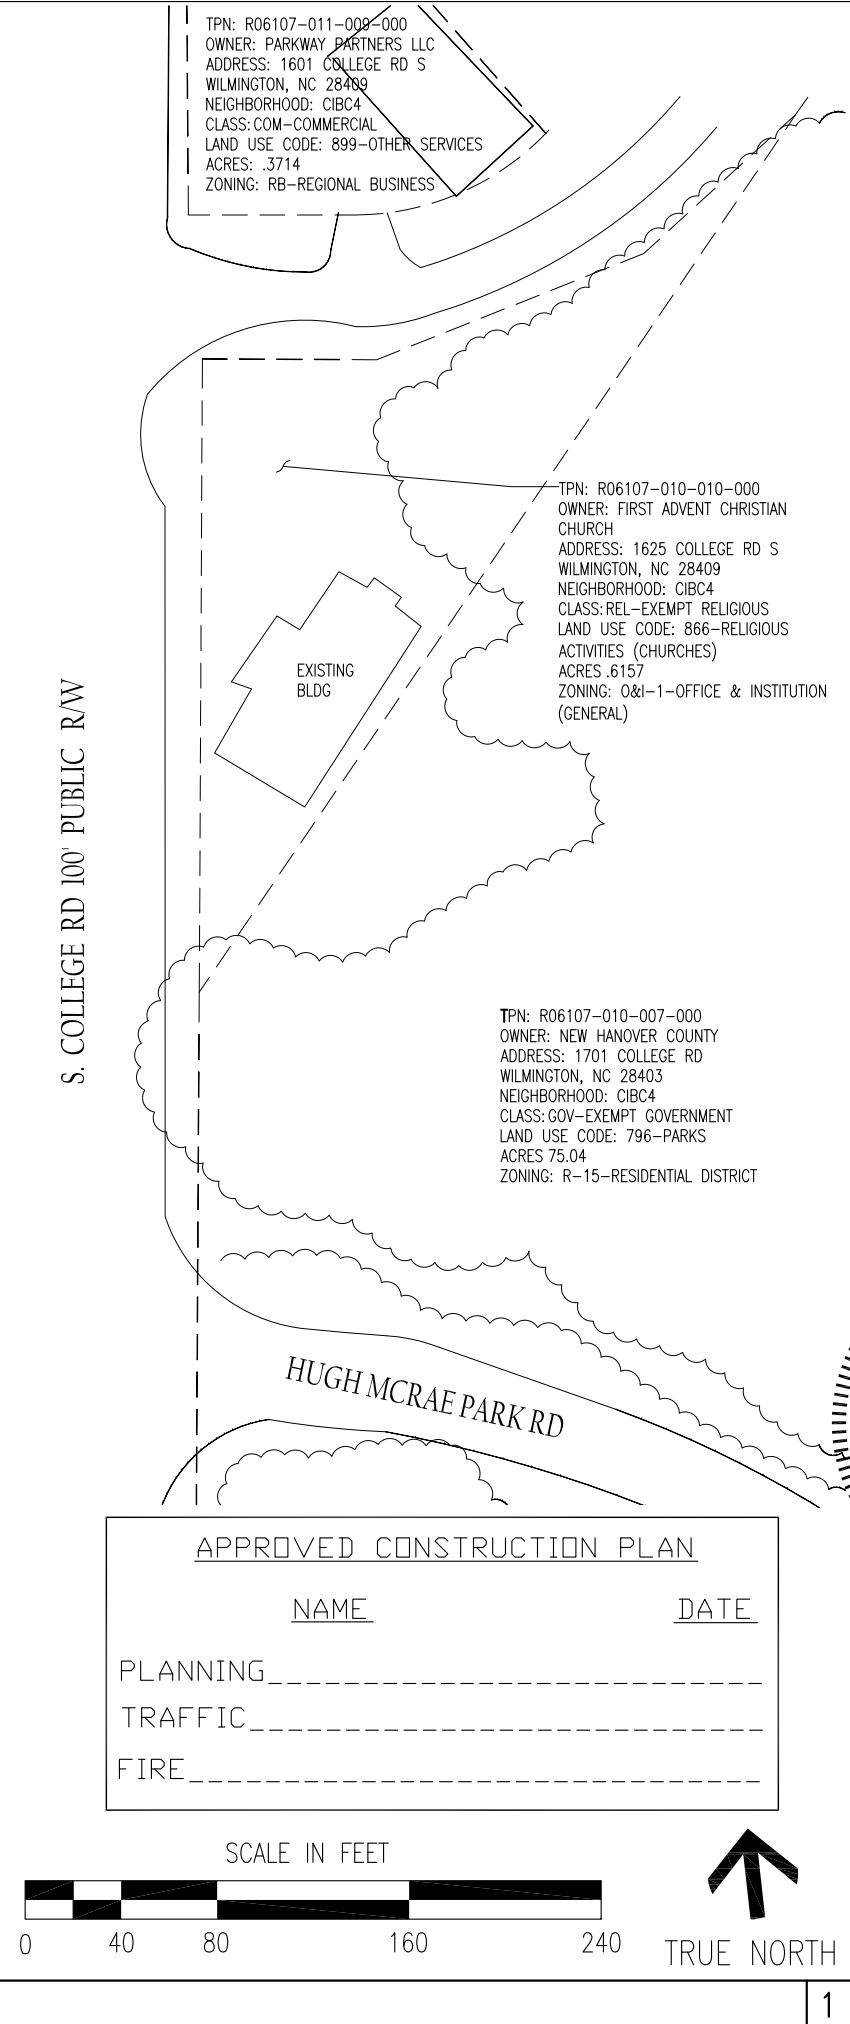 TPN: R06107-011-009-000
OWNER: PARKWAY PARTNERS LLC
ADDRESS: 1601 COLLEGE RD S
WILMINGTON, NC 28409
NEIGHBORHOOD: CIBC4
CLASS: COM-COMMERCIAL
LAND USE CODE: 899-OTHER SERVICES
ACRES: .3714
ZONING: RB-REGIONAL BUSINESS
TPN: R06107-010-010-000
OWNER: FIRST ADVENT CHRISTIAN
CHURCH
ADDRESS: 1625 COLLEGE RD S
WILMINGTON, NC 28409
NEIGHBORHOOD: CIBC4
CLASS: REL-EXEMPT RELIGIOUS
LAND USE CODE: 866-RELIGIOUS
ACTIVITIES (CHURCHES)
ACRES .6157
ZONING: O&I-1-OFFICE & INSTITUTION
(GENERAL)
EXISTING
BLDG
S. COLLEGE RD 100' PUBLIC R/W
TPN: R06107-010-007-000
OWNER: NEW HANOVER COUNTY
ADDRESS: 1701 COLLEGE RD
WILMINGTON, NC 28403
NEIGHBORHOOD: CIBC4
CLASS: GOV-EXEMPT GOVERNMENT
LAND USE CODE: 796-PARKS
ACRES 75.04
ZONING: R-15-RESIDENTIAL DISTRICT
HUGH MCRAE PARK RD
APPROVED CONSTRUCTION PLAN
NAME DATE
PLANNING
TRAFFIC
FIRE
SCALE IN FEET
0 40 80 160 240
TRUE NORTH
1